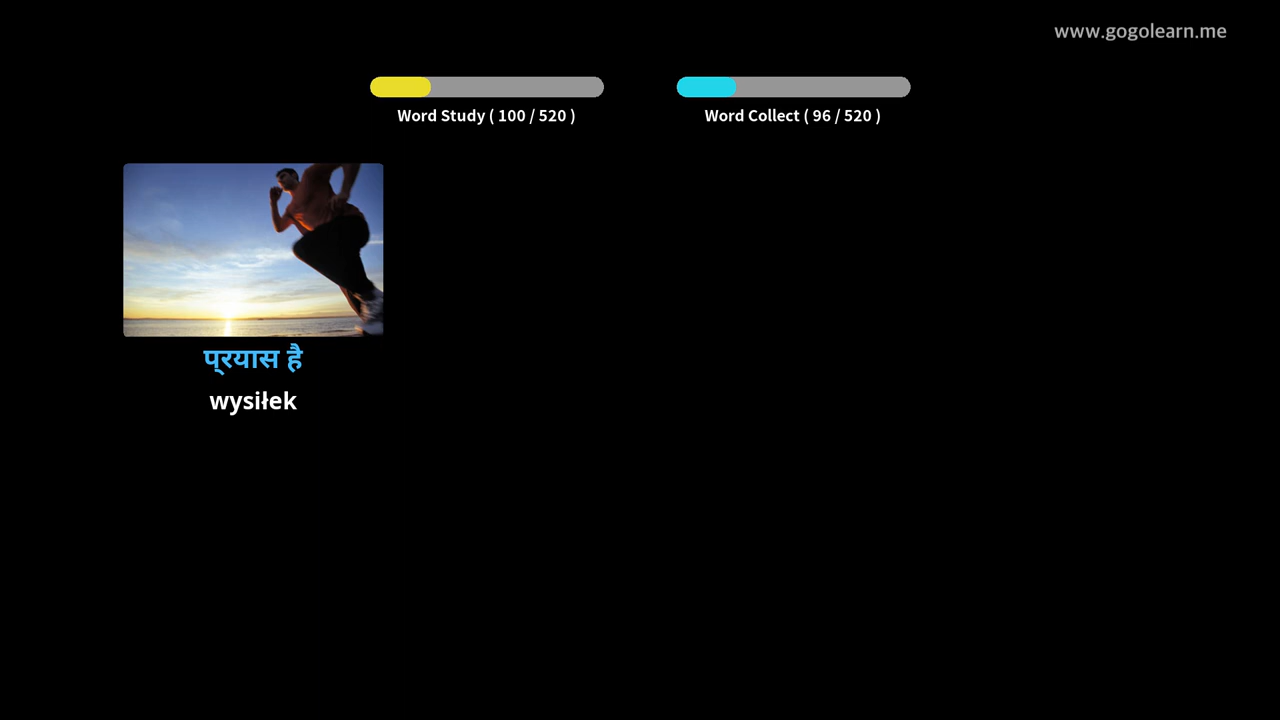 www.gogolearn.me
Word Study ( 100 / 520 )
Word Collect ( 96 / 520 )
प्रयास है
wysiłek